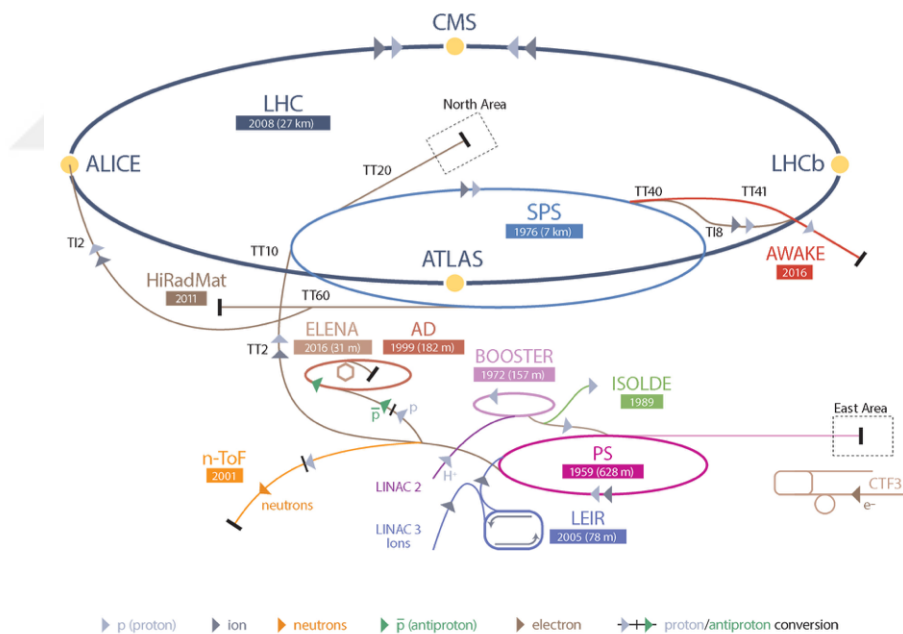 CMS
LHC
2008 (27 km)
North Area
ALICE
TT20
LHCb
TT40
TT41
SPS
1976 (7 km)
TI8
TI2
TT10
ATLAS
AWAKE
2016
HiRadMat
2011
TT60
ELENA
2016 (31 m)
AD
1999 (182 m)
TT2
BOOSTER
1972 (157 m)
ISOLDE
1989
p̅
p
East Area
n-ToF
2001
neutrons
LINAC 2
H⁻
PS
1959 (628 m)
CTF3
e⁻
LINAC 3
Ions
LEIR
2005 (78 m)
p (proton)
ion
neutrons
p̅ (antiproton)
electron
proton/antiproton conversion